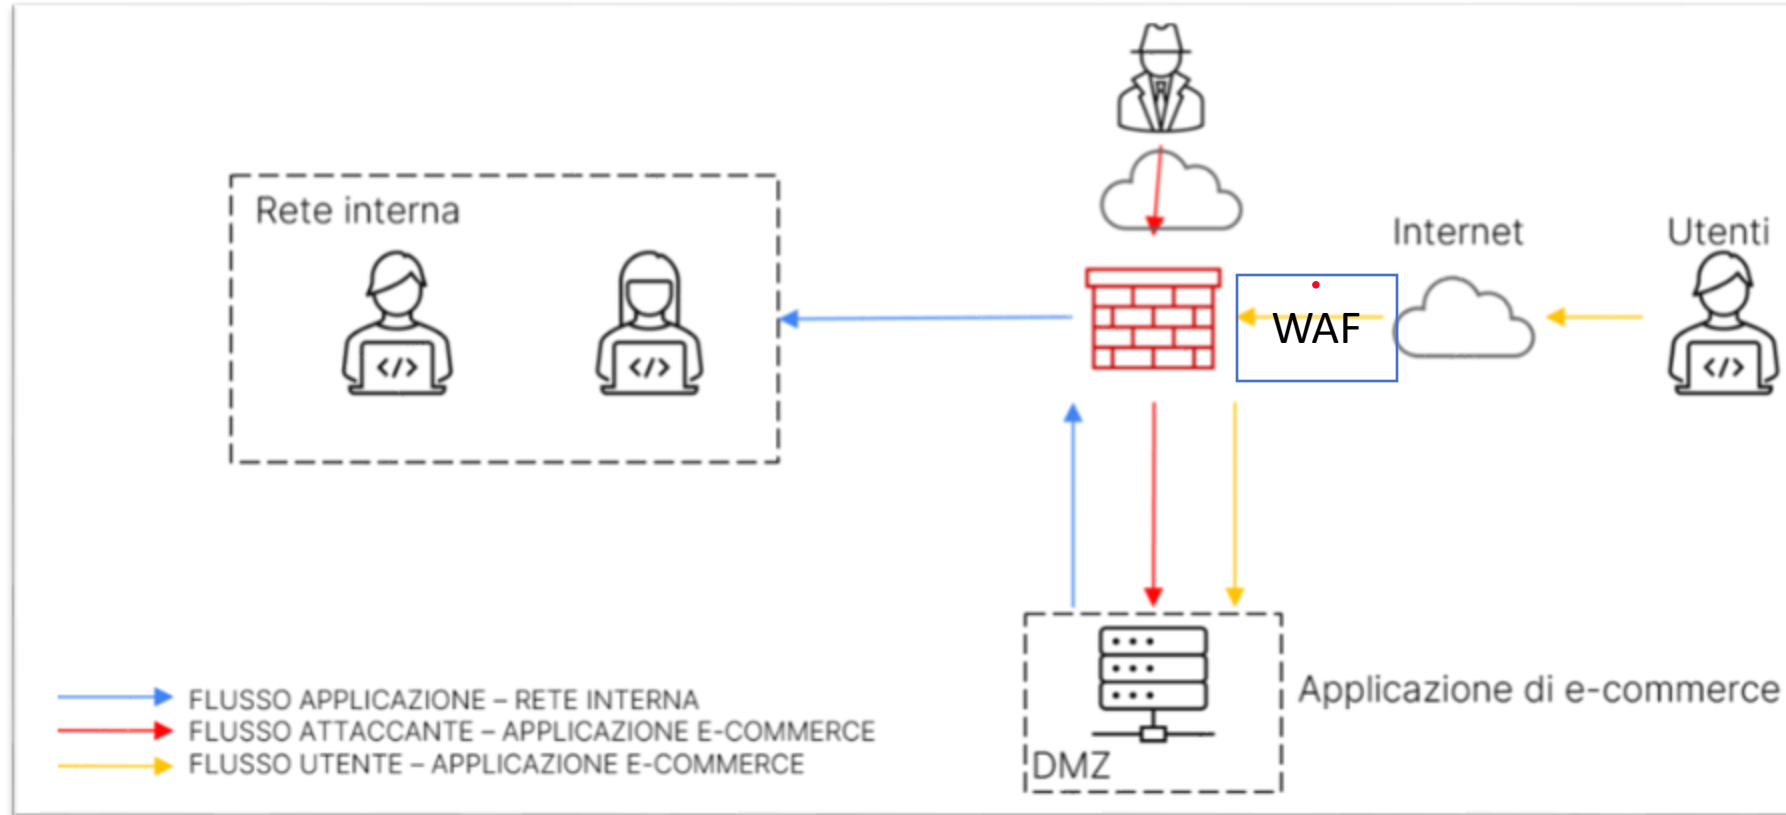 Rete interna
Internet
Utenti
WAF
</>
</>
</>
Applicazione di e-commerce
DMZ
FLUSSO APPLICAZIONE – RETE INTERNA
FLUSSO ATTACCANTE – APPLICAZIONE E-COMMERCE
FLUSSO UTENTE – APPLICAZIONE E-COMMERCE